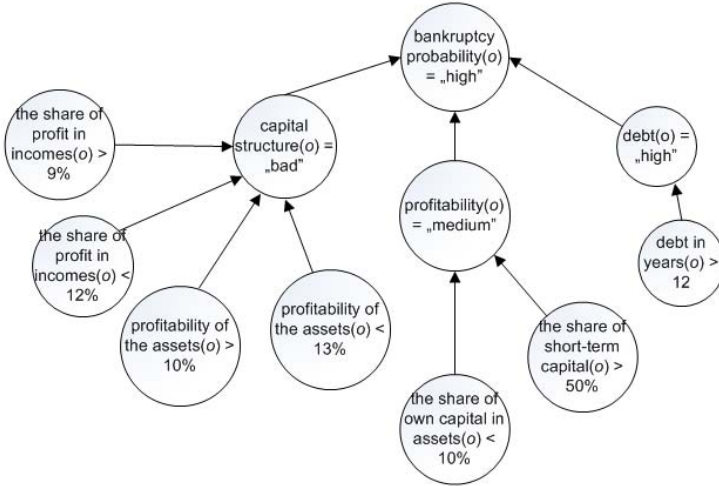 bankruptcy
probability(o)
= „high”
the share of
profit in
incomes(o) >
9%
capital
structure(o) =
„bad”
debt(o) =
„high”
profitability(o)
= „medium”
the share of
profit in
incomes(o) <
12%
debt in
years(o) >
12
profitability of
the assets(o) >
10%
profitability of
the assets(o) <
13%
the share of
short-term
capital(o) >
50%
the share of
own capital in
assets(o) <
10%